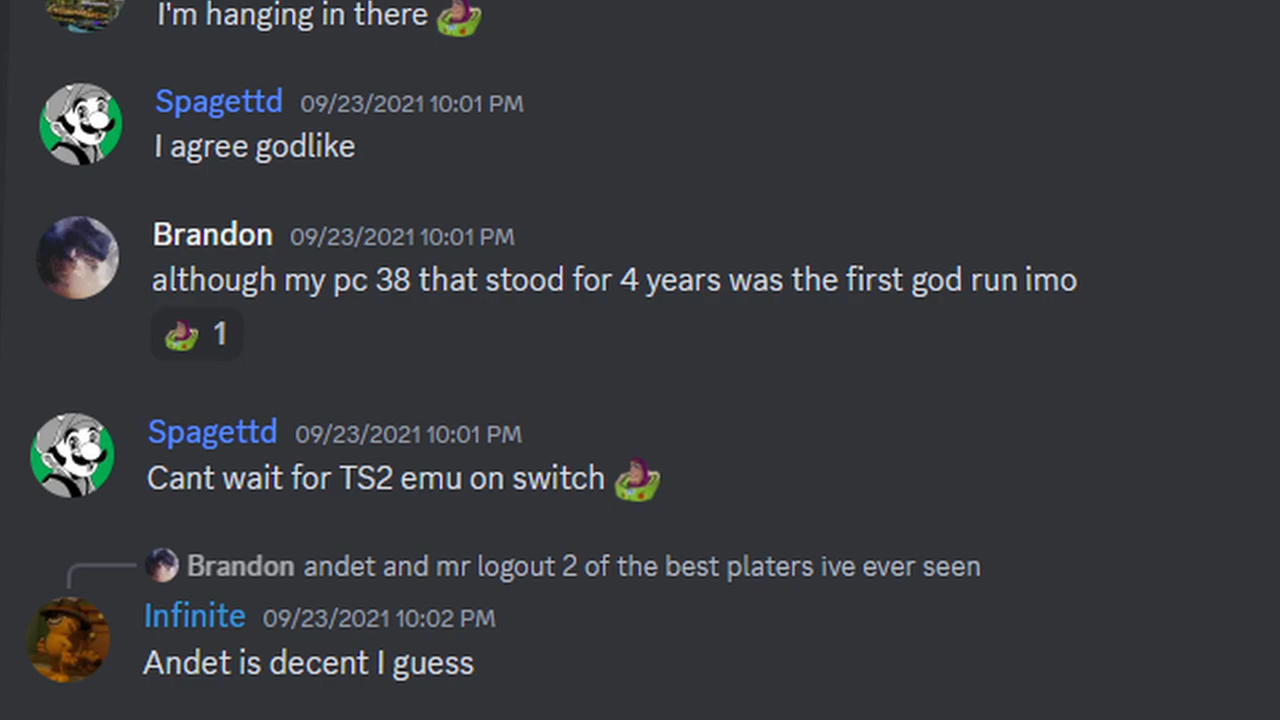 I'm hanging in there
Spagettd 09/23/2021 10:01 PM
I agree godlike
Brandon 09/23/2021 10:01 PM
although my pc 38 that stood for 4 years was the first god run imo
1
Spagettd 09/23/2021 10:01 PM
Cant wait for TS2 emu on switch
Brandon andet and mr logout 2 of the best platers ive ever seen
Infinite 09/23/2021 10:02 PM
Andet is decent I guess